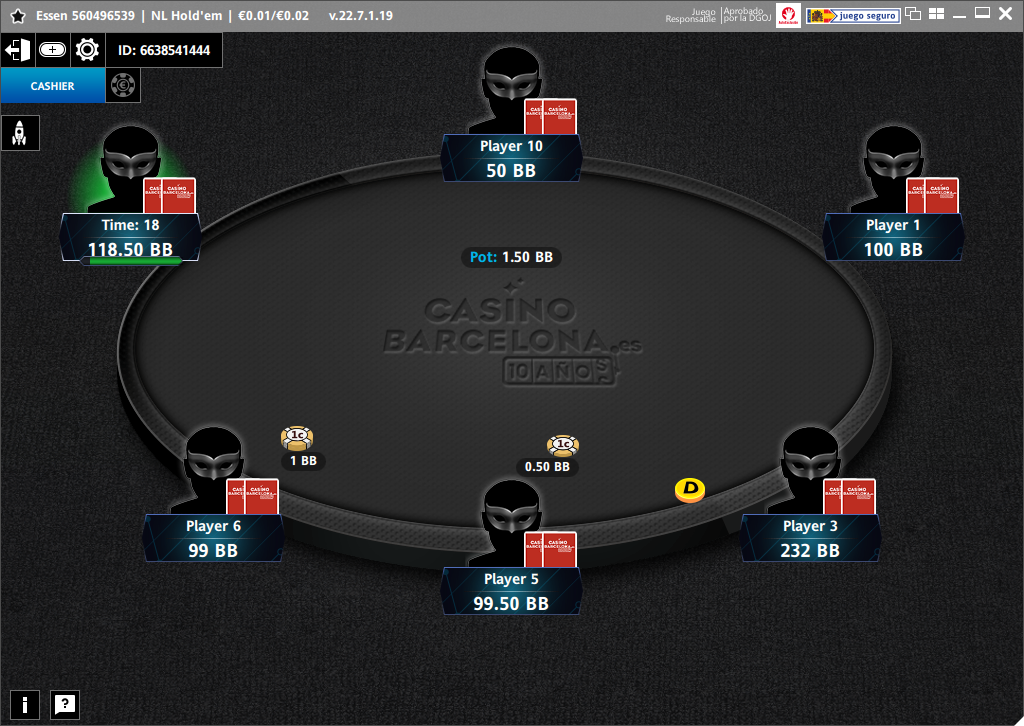 Essen 560496539 | NL Hold'em | €0.01/€0.02 v.22.7.1.19
Juego Responsable
Aprobado por la DGOJ
juego seguro
ID: 6638541444
CASHIER
Player 10
50 BB
Time: 18
118.50 BB
Player 1
100 BB
Pot: 1.50 BB
CASINO
BARCELONA.es
10 AÑOS
1c
1 BB
1c
0.50 BB
D
Player 6
99 BB
Player 3
232 BB
Player 5
99.50 BB
i
?